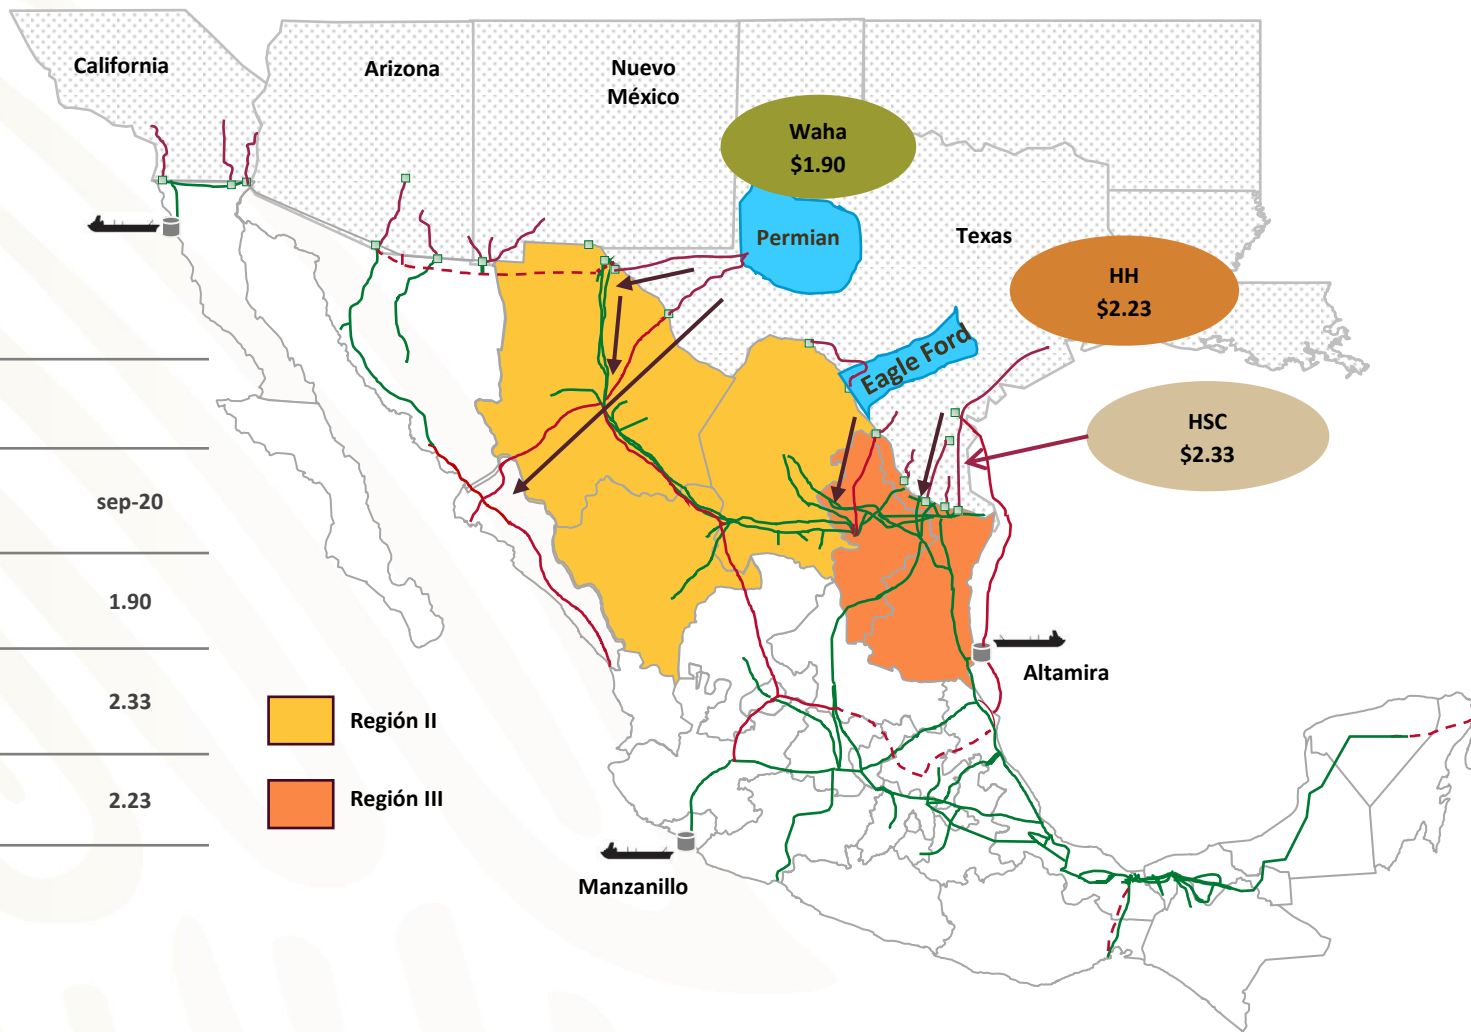 California
Arizona
Nuevo
México
Waha
$1.90
Permian
Texas
HH
$2.23
Eagle Ford
HSC
$2.33
sep-20
1.90
2.33
2.23
Región II
Región III
Altamira
Manzanillo